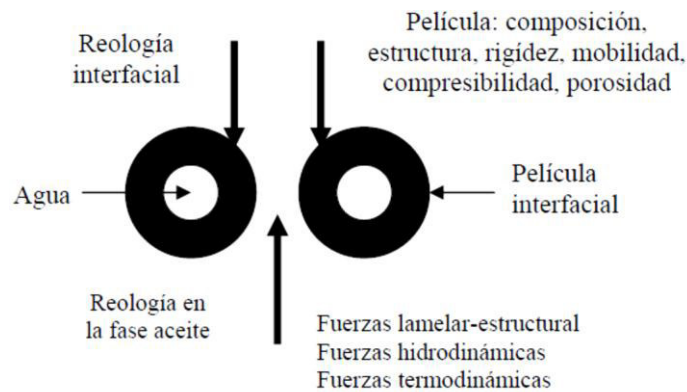 Reología
interfacial
Película: composición,
estructura, rigídez, mobilidad,
compresibilidad, porosidad
Agua
Película
interfacial
Reología en
la fase aceite
Fuerzas lamelar-estructural
Fuerzas hidrodinámicas
Fuerzas termodinámicas